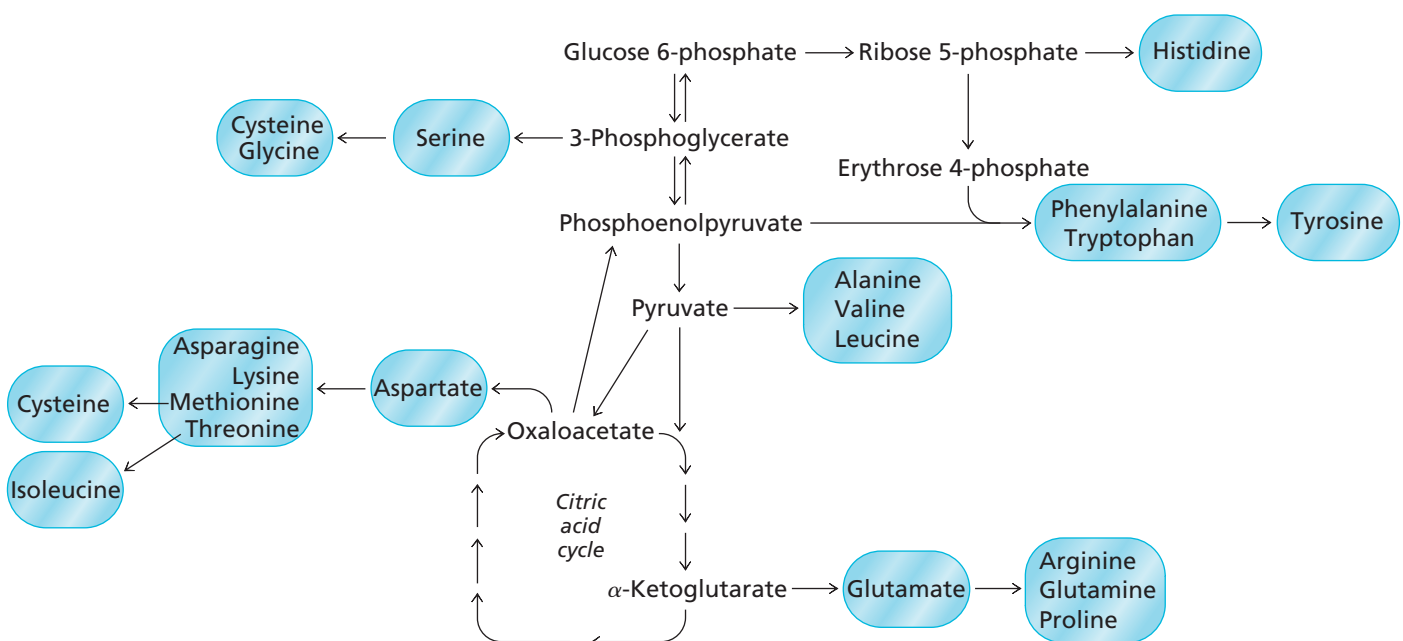 Glucose 6-phosphate
Ribose 5-phosphate
Histidine
Cysteine
Glycine
Serine
3-Phosphoglycerate
Erythrose 4-phosphate
Phosphoenolpyruvate
Phenylalanine
Tryptophan
Tyrosine
Pyruvate
Alanine
Valine
Leucine
Asparagine
Lysine
Methionine
Threonine
Aspartate
Cysteine
Isoleucine
Oxaloacetate
Citric
acid
cycle
α-Ketoglutarate
Glutamate
Arginine
Glutamine
Proline